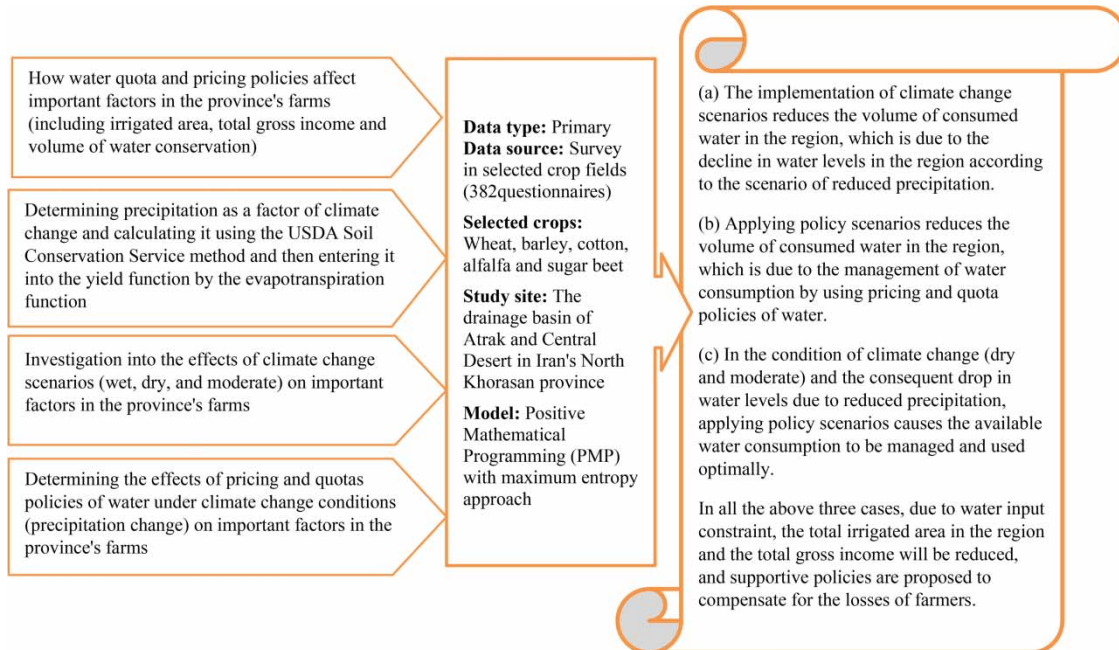 How water quota and pricing policies affect
important factors in the province's farms
(including irrigated area, total gross income and
volume of water conservation)
Determining precipitation as a factor of climate
change and calculating it using the USDA Soil
Conservation Service method and then entering it
into the yield function by the evapotranspiration
function
Investigation into the effects of climate change
scenarios (wet, dry, and moderate) on important
factors in the province's farms
Determining the effects of pricing and quotas
policies of water under climate change conditions
(precipitation change) on important factors in the
province's farms
Data type: Primary
Data source: Survey
in selected crop fields
(382questionnaires)
Selected crops:
Wheat, barley, cotton,
alfalfa and sugar beet
Study site: The
drainage basin of
Atrak and Central
Desert in Iran's North
Khorasan province
Model: Positive
Mathematical
Programming (PMP)
with maximum entropy
approach
(a) The implementation of climate change
scenarios reduces the volume of consumed
water in the region, which is due to the
decline in water levels in the region according
to the scenario of reduced precipitation.
(b) Applying policy scenarios reduces the
volume of consumed water in the region,
which is due to the management of water
consumption by using pricing and quota
policies of water.
(c) In the condition of climate change (dry
and moderate) and the consequent drop in
water levels due to reduced precipitation,
applying policy scenarios causes the available
water consumption to be managed and used
optimally.
In all the above three cases, due to water input
constraint, the total irrigated area in the region
and the total gross income will be reduced,
and supportive policies are proposed to
compensate for the losses of farmers.